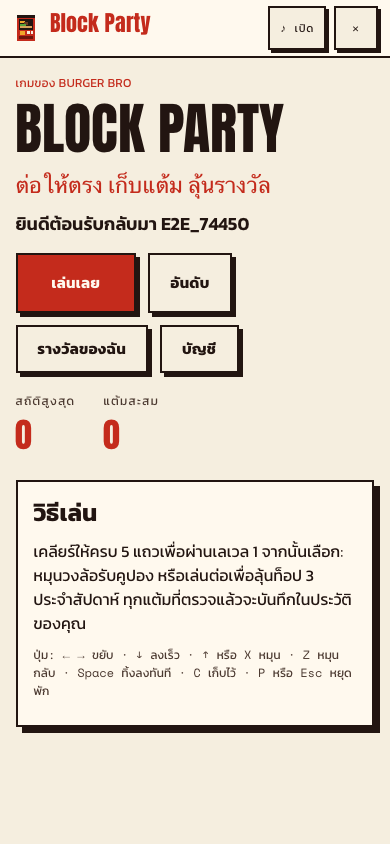 Block Party
♪ เปิด
×
เกมของ BURGER BRO
BLOCK PARTY
ต่อให้ตรง เก็บแต้ม ลุ้นรางวัล
ยินดีต้อนรับกลับมา E2E_74450
เล่นเลย
อันดับ
รางวัลของฉัน
บัญชี
สถิติสูงสุด
แต้มสะสม
0
0
วิธีเล่น
เคลียร์ให้ครบ 5 แถวเพื่อผ่านเลเวล 1 จากนั้นเลือก:
หมุนวงล้อรับคูปอง หรือเล่นต่อเพื่อลุ้นท็อป 3
ประจำสัปดาห์ ทุกแต้มที่ตรวจแล้วจะบันทึกในประวัติ
ของคุณ
ปุ่ม: ← → ขยับ · ↓ ลงเร็ว · ↑ หรือ X หมุน · Z หมุน
กลับ · Space ทิ้งลงทันที · C เก็บไว้ · P หรือ Esc หยุด
พัก